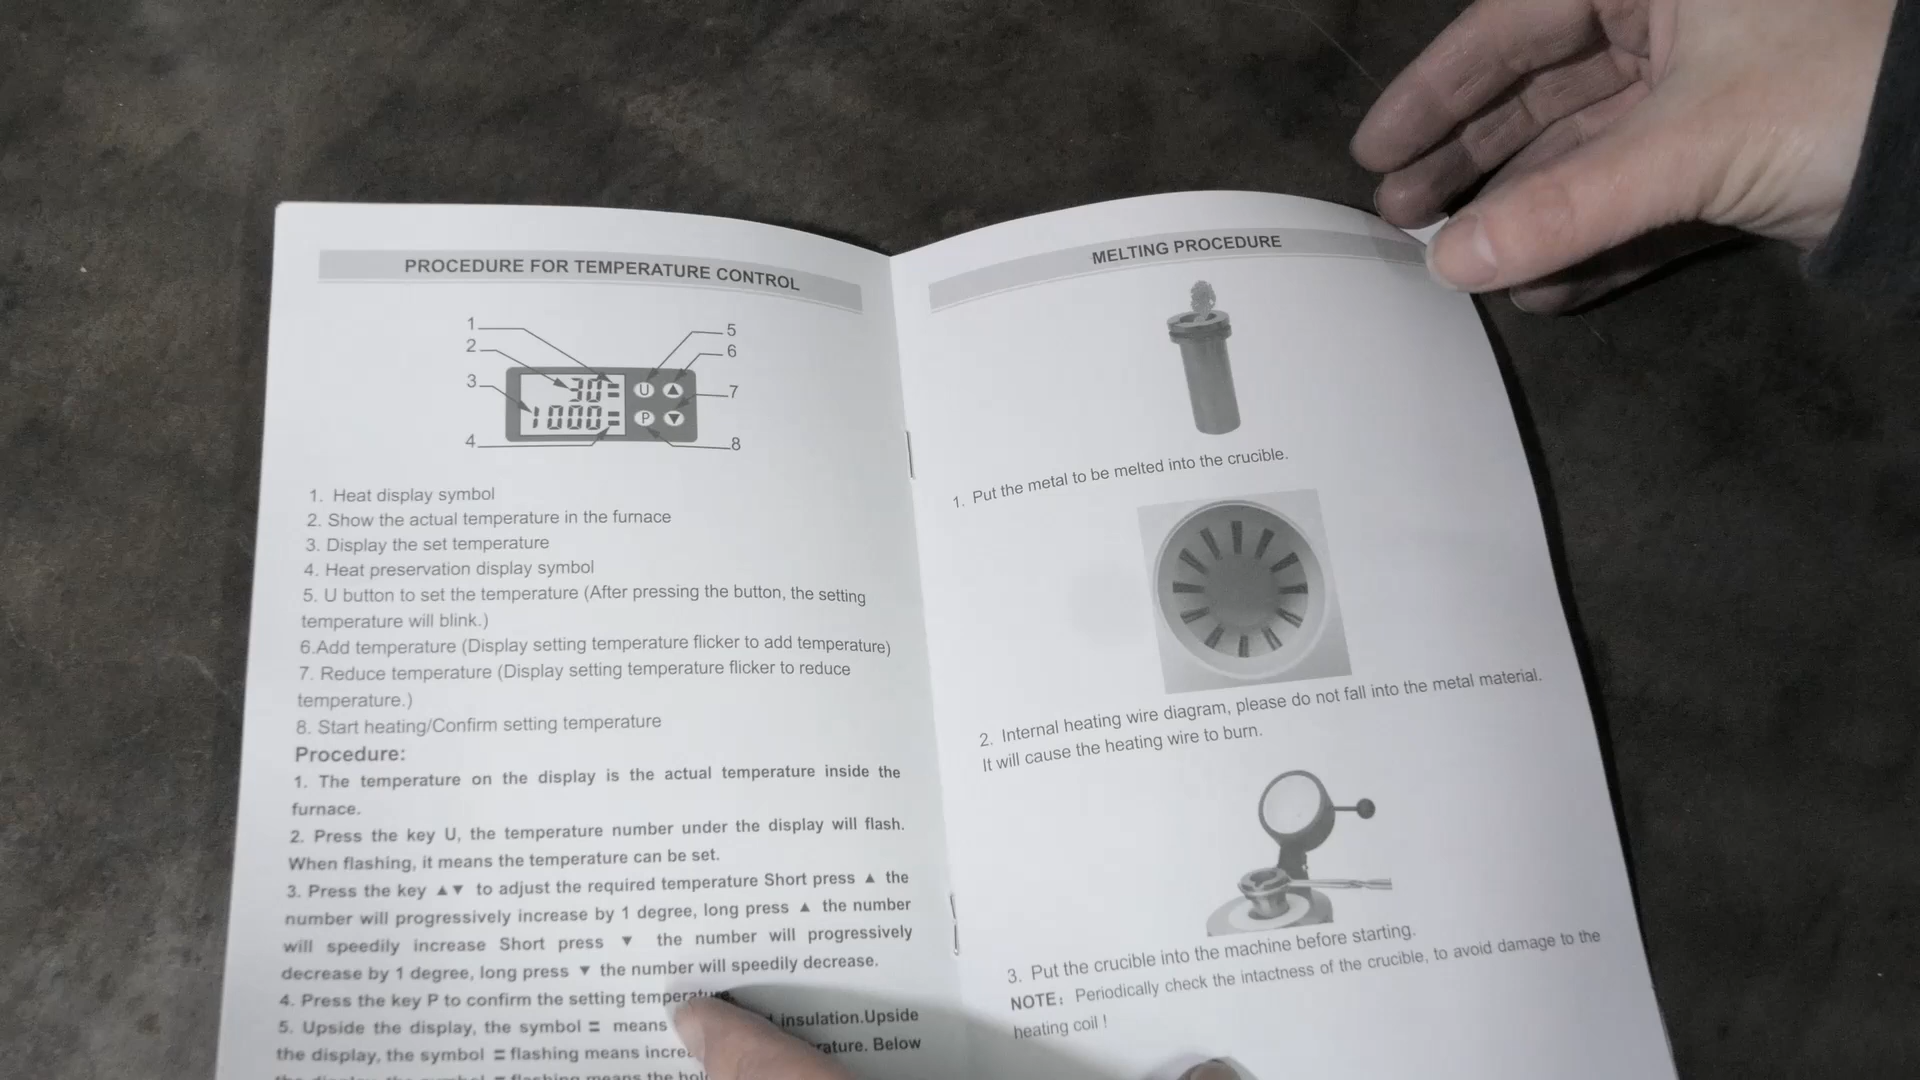 PROCEDURE FOR TEMPERATURE CONTROL
1
2
3
4
5
6
7
8
30=
1000=
U
▲
P
▼
1. Heat display symbol
2. Show the actual temperature in the furnace
3. Display the set temperature
4. Heat preservation display symbol
5. U button to set the temperature (After pressing the button, the setting
temperature will blink.)
6.Add temperature (Display setting temperature flicker to add temperature)
7. Reduce temperature (Display setting temperature flicker to reduce
temperature.)
8. Start heating/Confirm setting temperature
Procedure:
1. The temperature on the display is the actual temperature inside the
furnace.
2. Press the key U, the temperature number under the display will flash.
When flashing, it means the temperature can be set.
3. Press the key ▲▼ to adjust the required temperature Short press ▲ the
number will progressively increase by 1 degree, long press ▲ the number
will speedily increase Short press ▼ the number will progressively
decrease by 1 degree, long press ▼ the number will speedily decrease.
4. Press the key P to confirm the setting temperature.
5. Upside the display, the symbol = means insulation.Upside
the display, the symbol = flashing means Below
the display, the symbol = flashing means the
MELTING PROCEDURE
1. Put the metal to be melted into the crucible.
2. Internal heating wire diagram, please do not fall into the metal material.
It will cause the heating wire to burn.
3. Put the crucible into the machine before starting.
NOTE: Periodically check the intactness of the crucible, to avoid damage to the
heating coil !